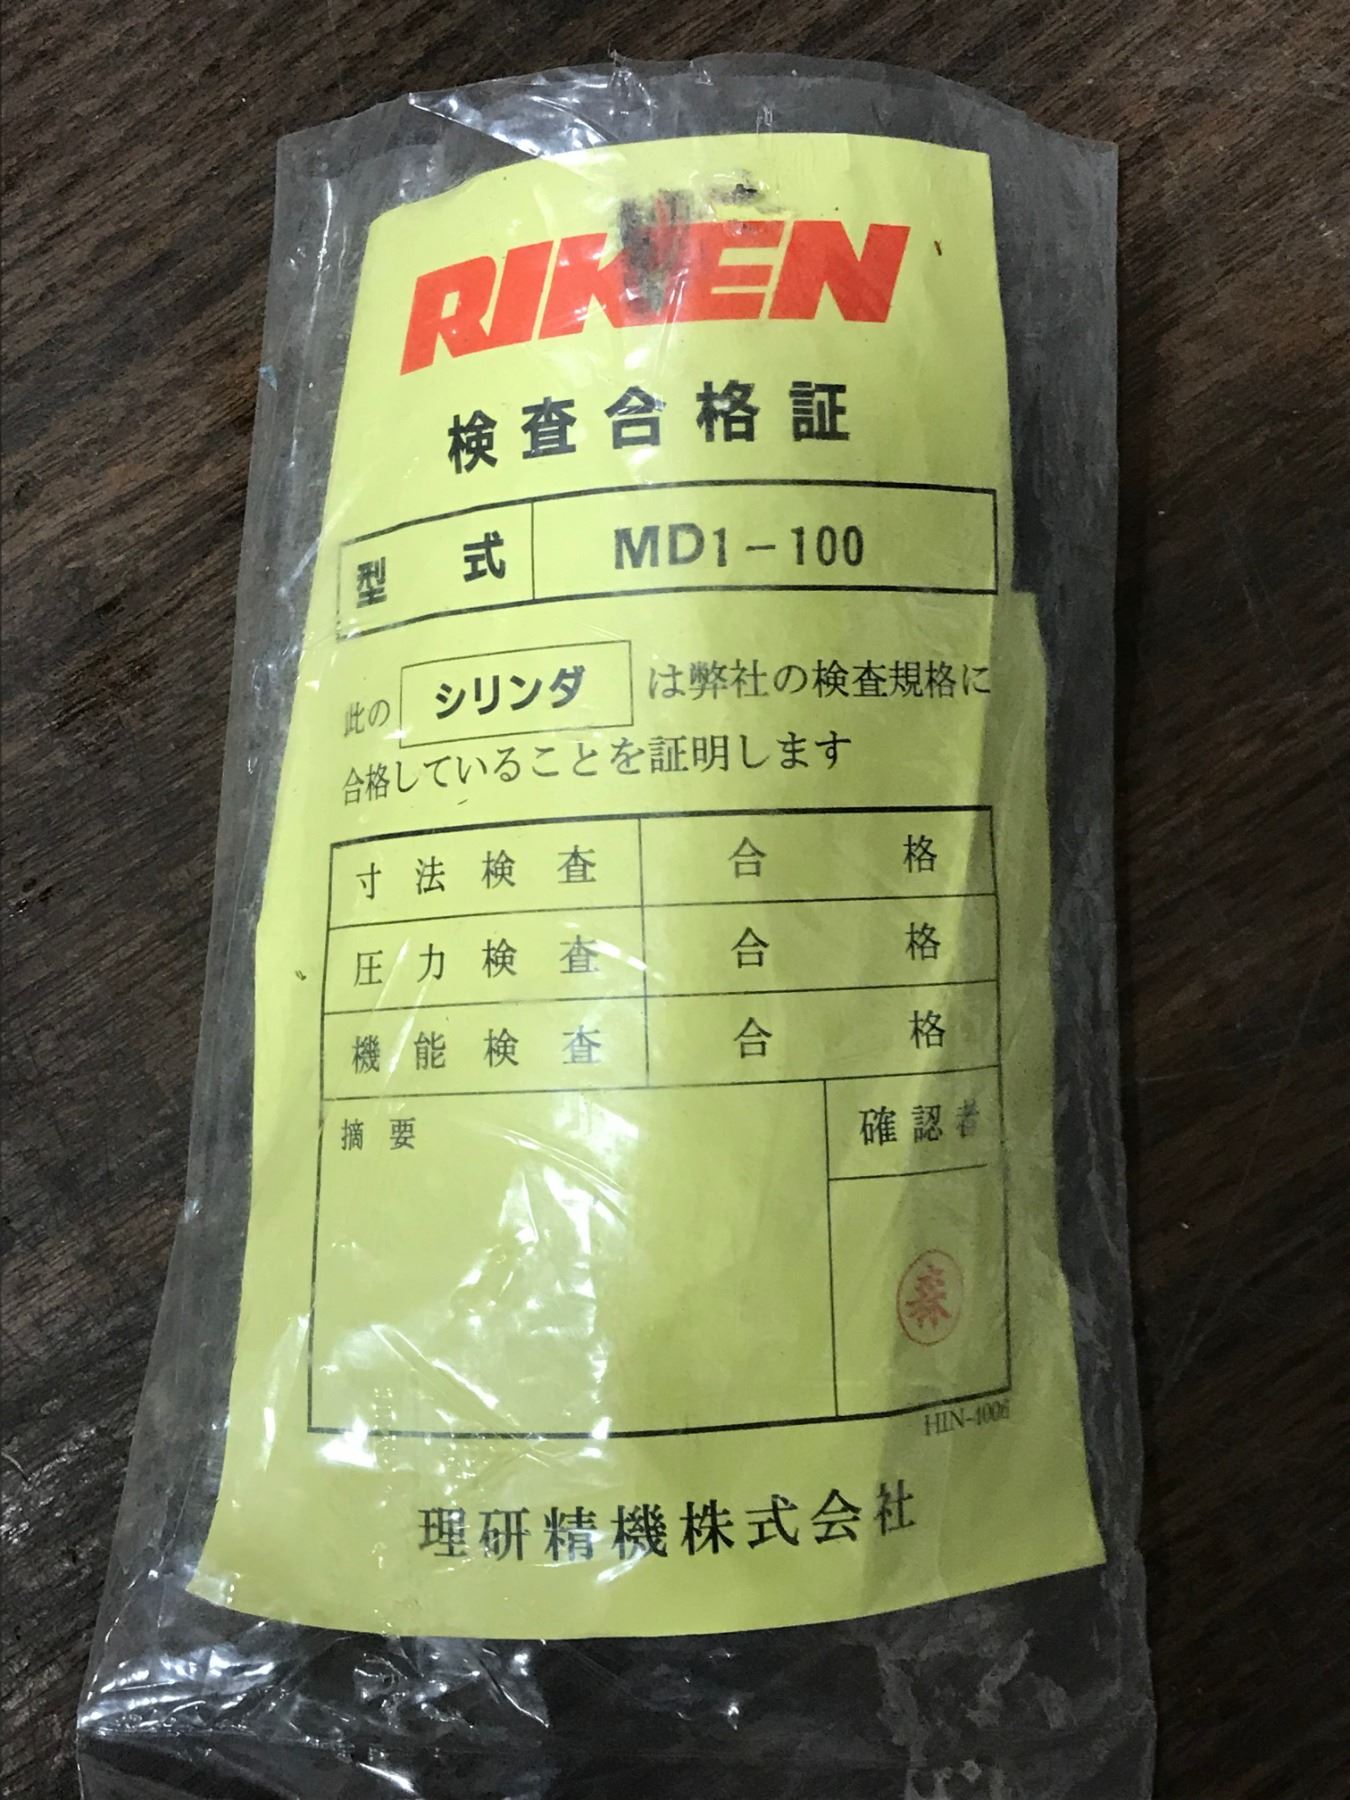 RIKEN
検査合格証
型式 MD1-100
此の シリンダ は弊社の検査規格に
合格していることを証明します
寸法検査 合格
圧力検査 合格
機能検査 合格
摘要 確認者
森
HIN-4006
理研精機株式会社